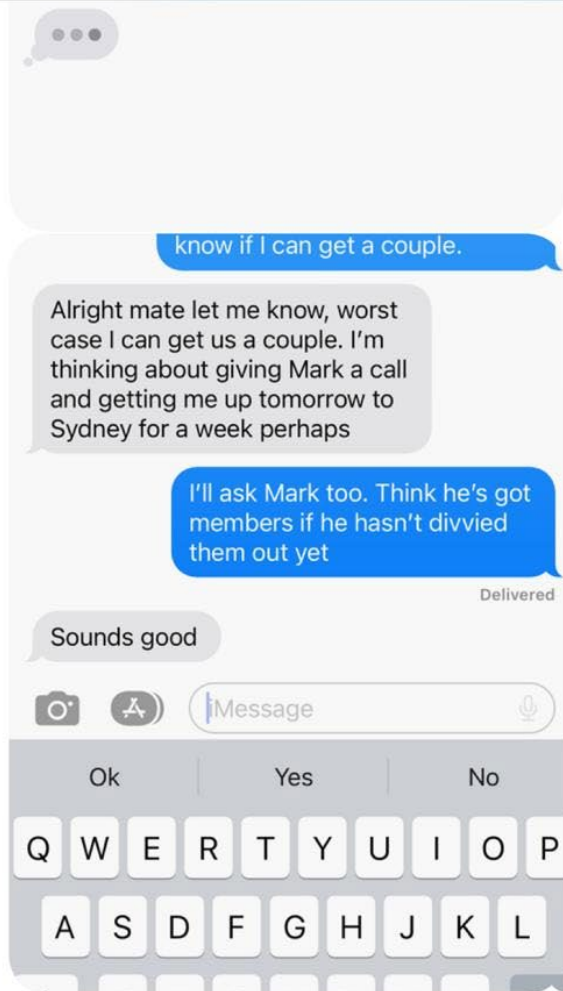 know if I can get a couple.
Alright mate let me know, worst
case I can get us a couple. I'm
thinking about giving Mark a call
and getting me up tomorrow to
Sydney for a week perhaps
I'll ask Mark too. Think he's got
members if he hasn't divvied
them out yet
Delivered
Sounds good
iMessage
Ok Yes No
Q W E R T Y U I O P
A S D F G H J K L